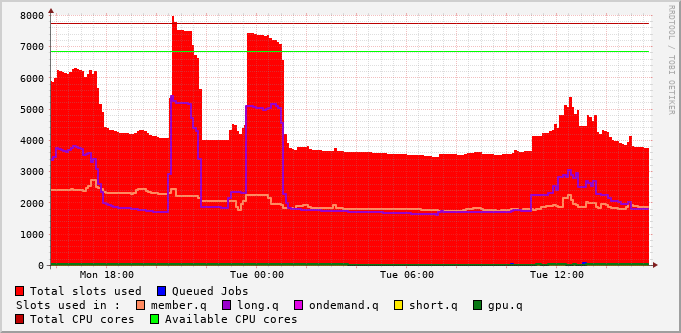 8000
7000
6000
5000
4000
3000
2000
1000
0
Mon 18:00 Tue 00:00 Tue 06:00 Tue 12:00
RRDTOOL / TOBI OETIKER
Total slots used Queued Jobs
Slots used in : member.q long.q ondemand.q short.q gpu.q
Total CPU cores Available CPU cores